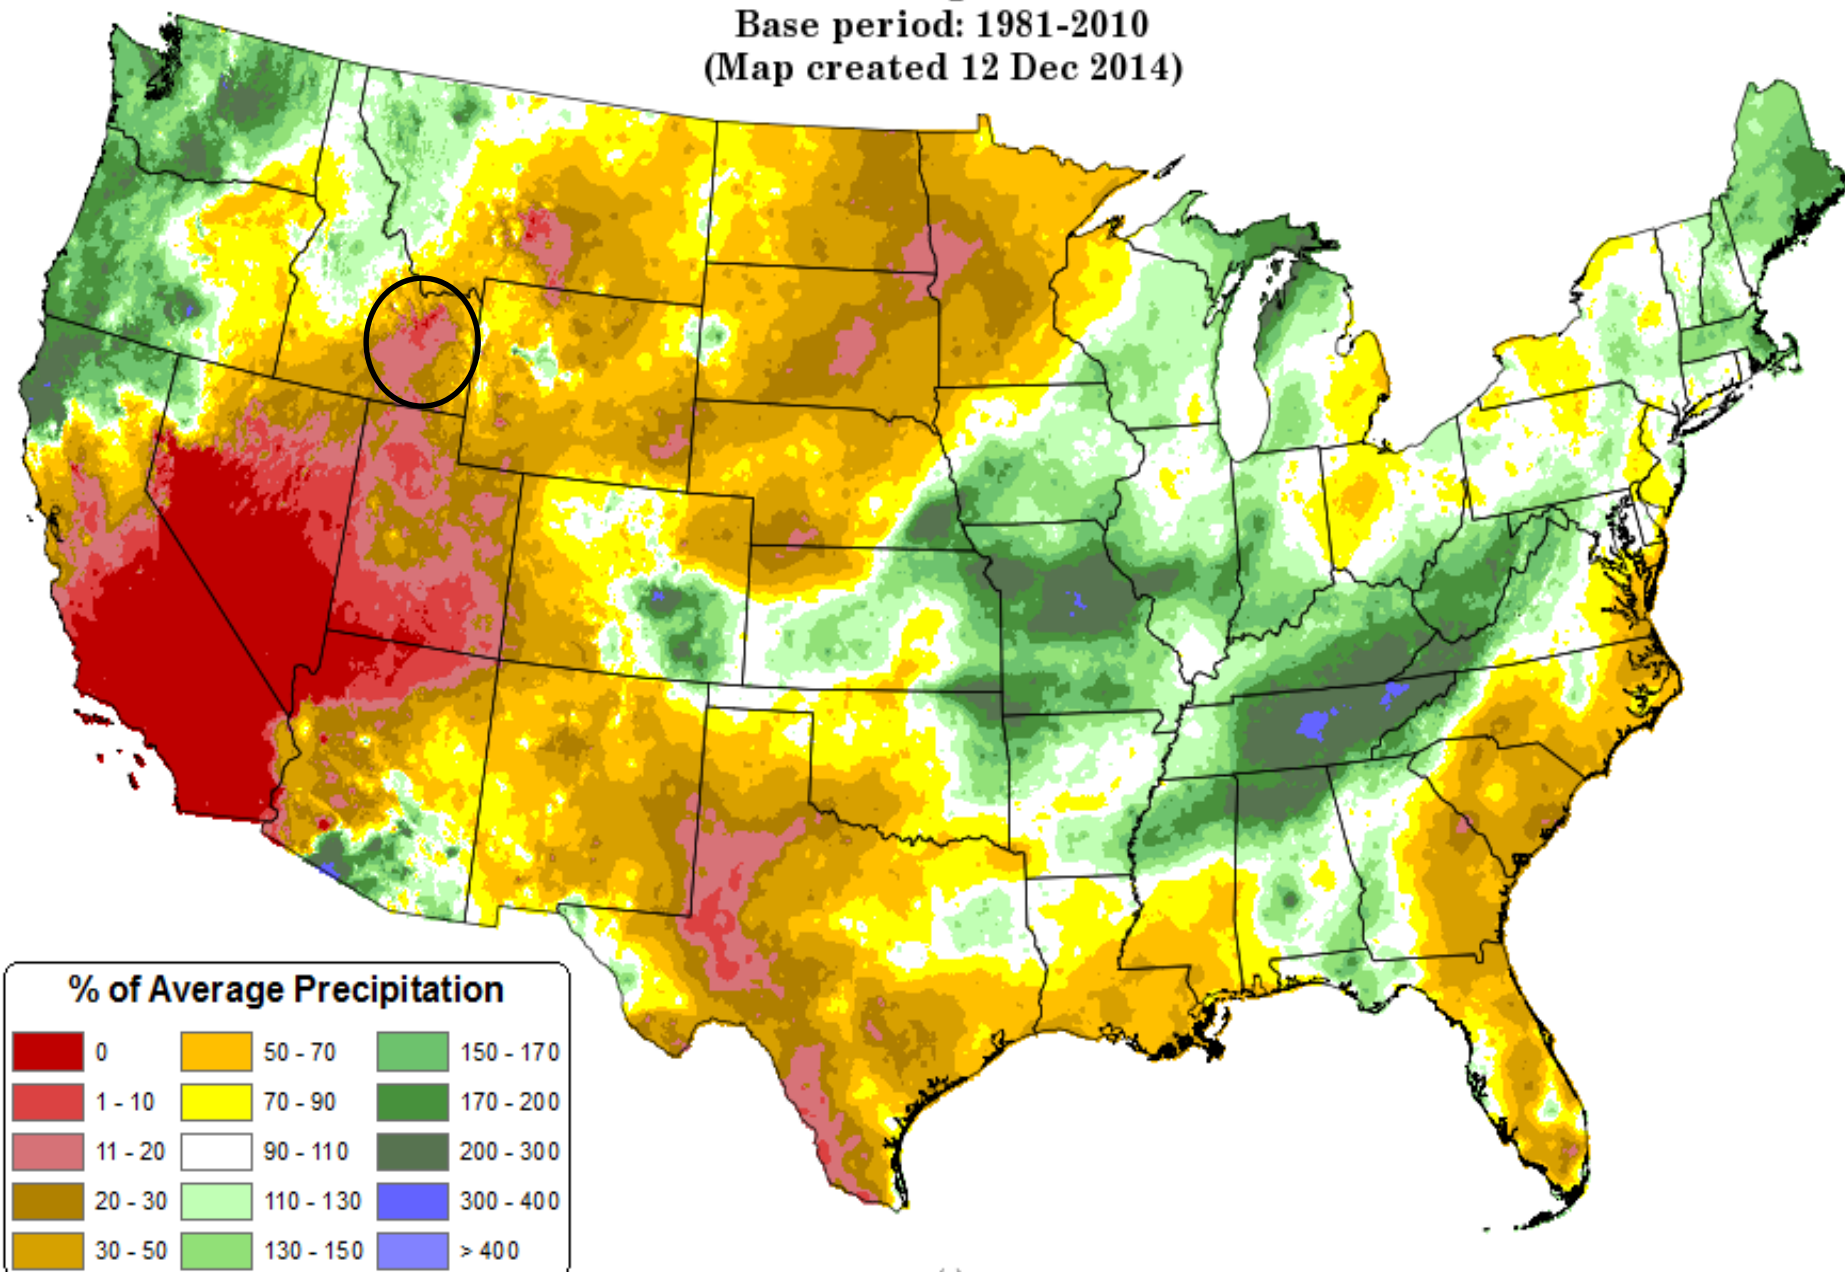 Base period: 1981-2010
(Map created 12 Dec 2014)
% of Average Precipitation
0
1 - 10
11 - 20
20 - 30
30 - 50
50 - 70
70 - 90
90 - 110
110 - 130
130 - 150
150 - 170
170 - 200
200 - 300
300 - 400
> 400